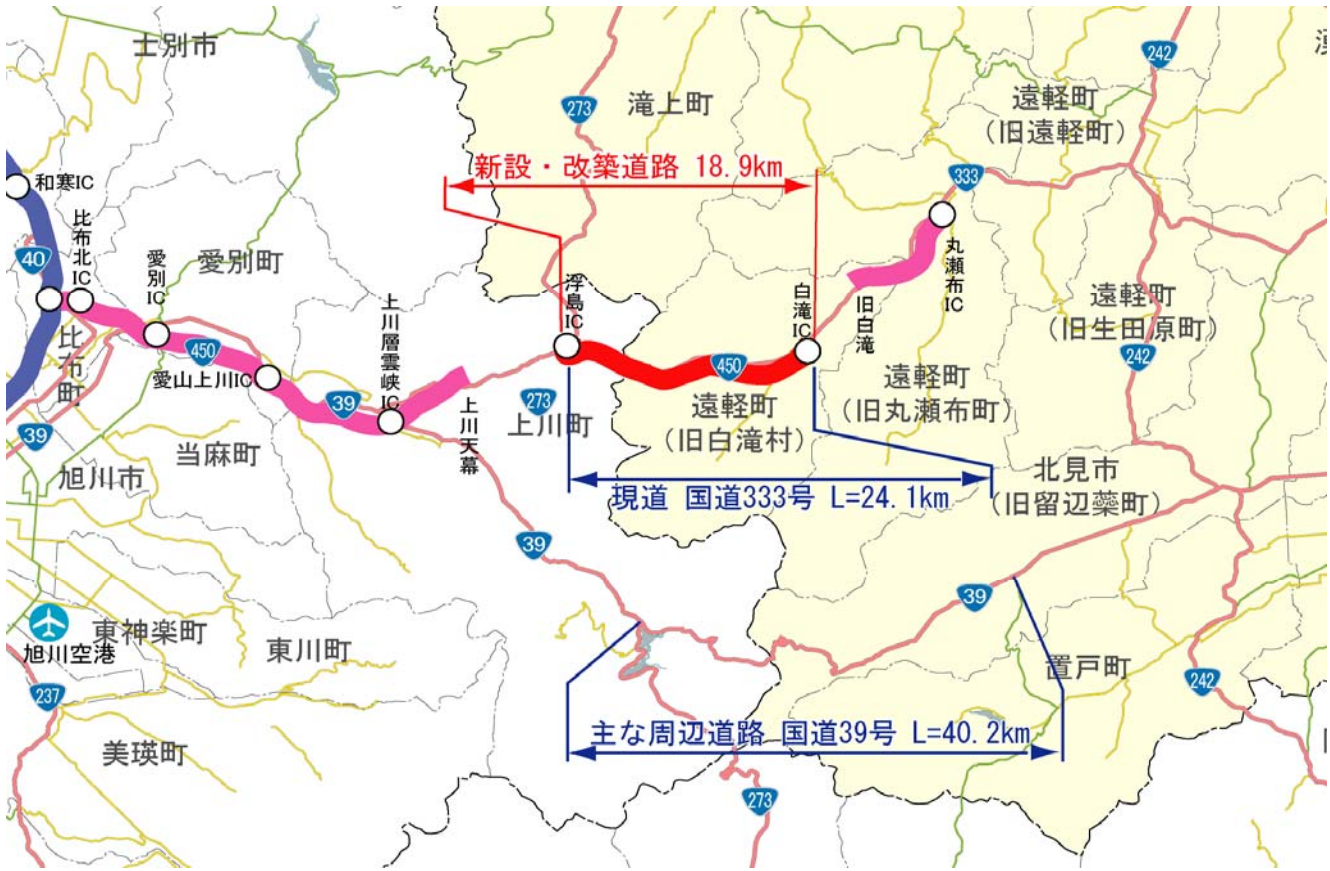 士別市
242
湧
273
滝上町
遠軽町
(旧遠軽町)
新設・改築道路 18.9km
333
和寒IC
比布北IC
40
愛別IC
愛別町
上川層雲峡IC
浮島IC
白滝IC
旧白滝
丸瀬布IC
遠軽町
(旧生田原町)
比布町
450
愛山上川IC
39
上川天幕
273
上川町
450
遠軽町
(旧白滝村)
遠軽町
(旧丸瀬布町)
242
39
当麻町
旭川市
北見市
(旧留辺蘂町)
現道 国道333号 L=24.1km
39
39
東神楽町
旭川空港
東川町
置戸町
242
237
美瑛町
主な周辺道路 国道39号 L=40.2km
273